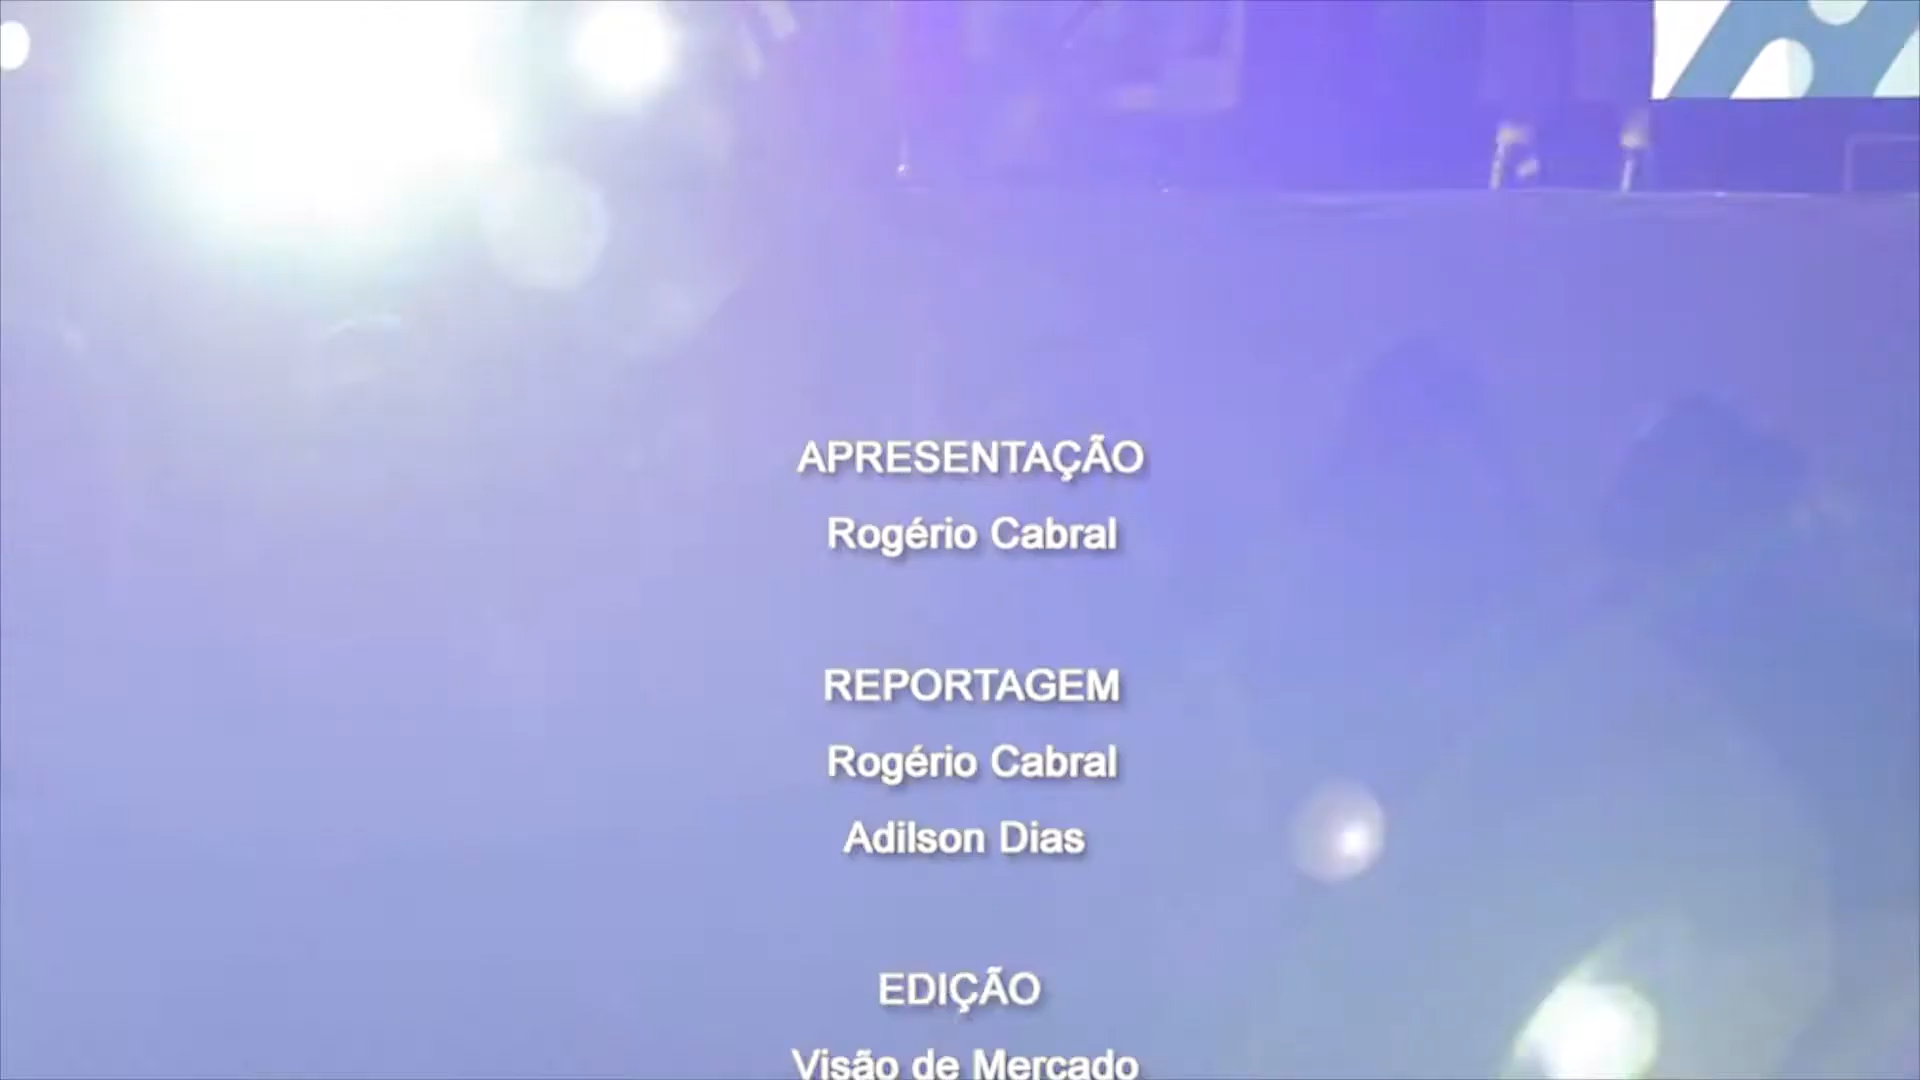 APRESENTAÇÃO
Rogério Cabral
REPORTAGEM
Rogério Cabral
Adilson Dias
EDIÇÃO
Visão de Mercado